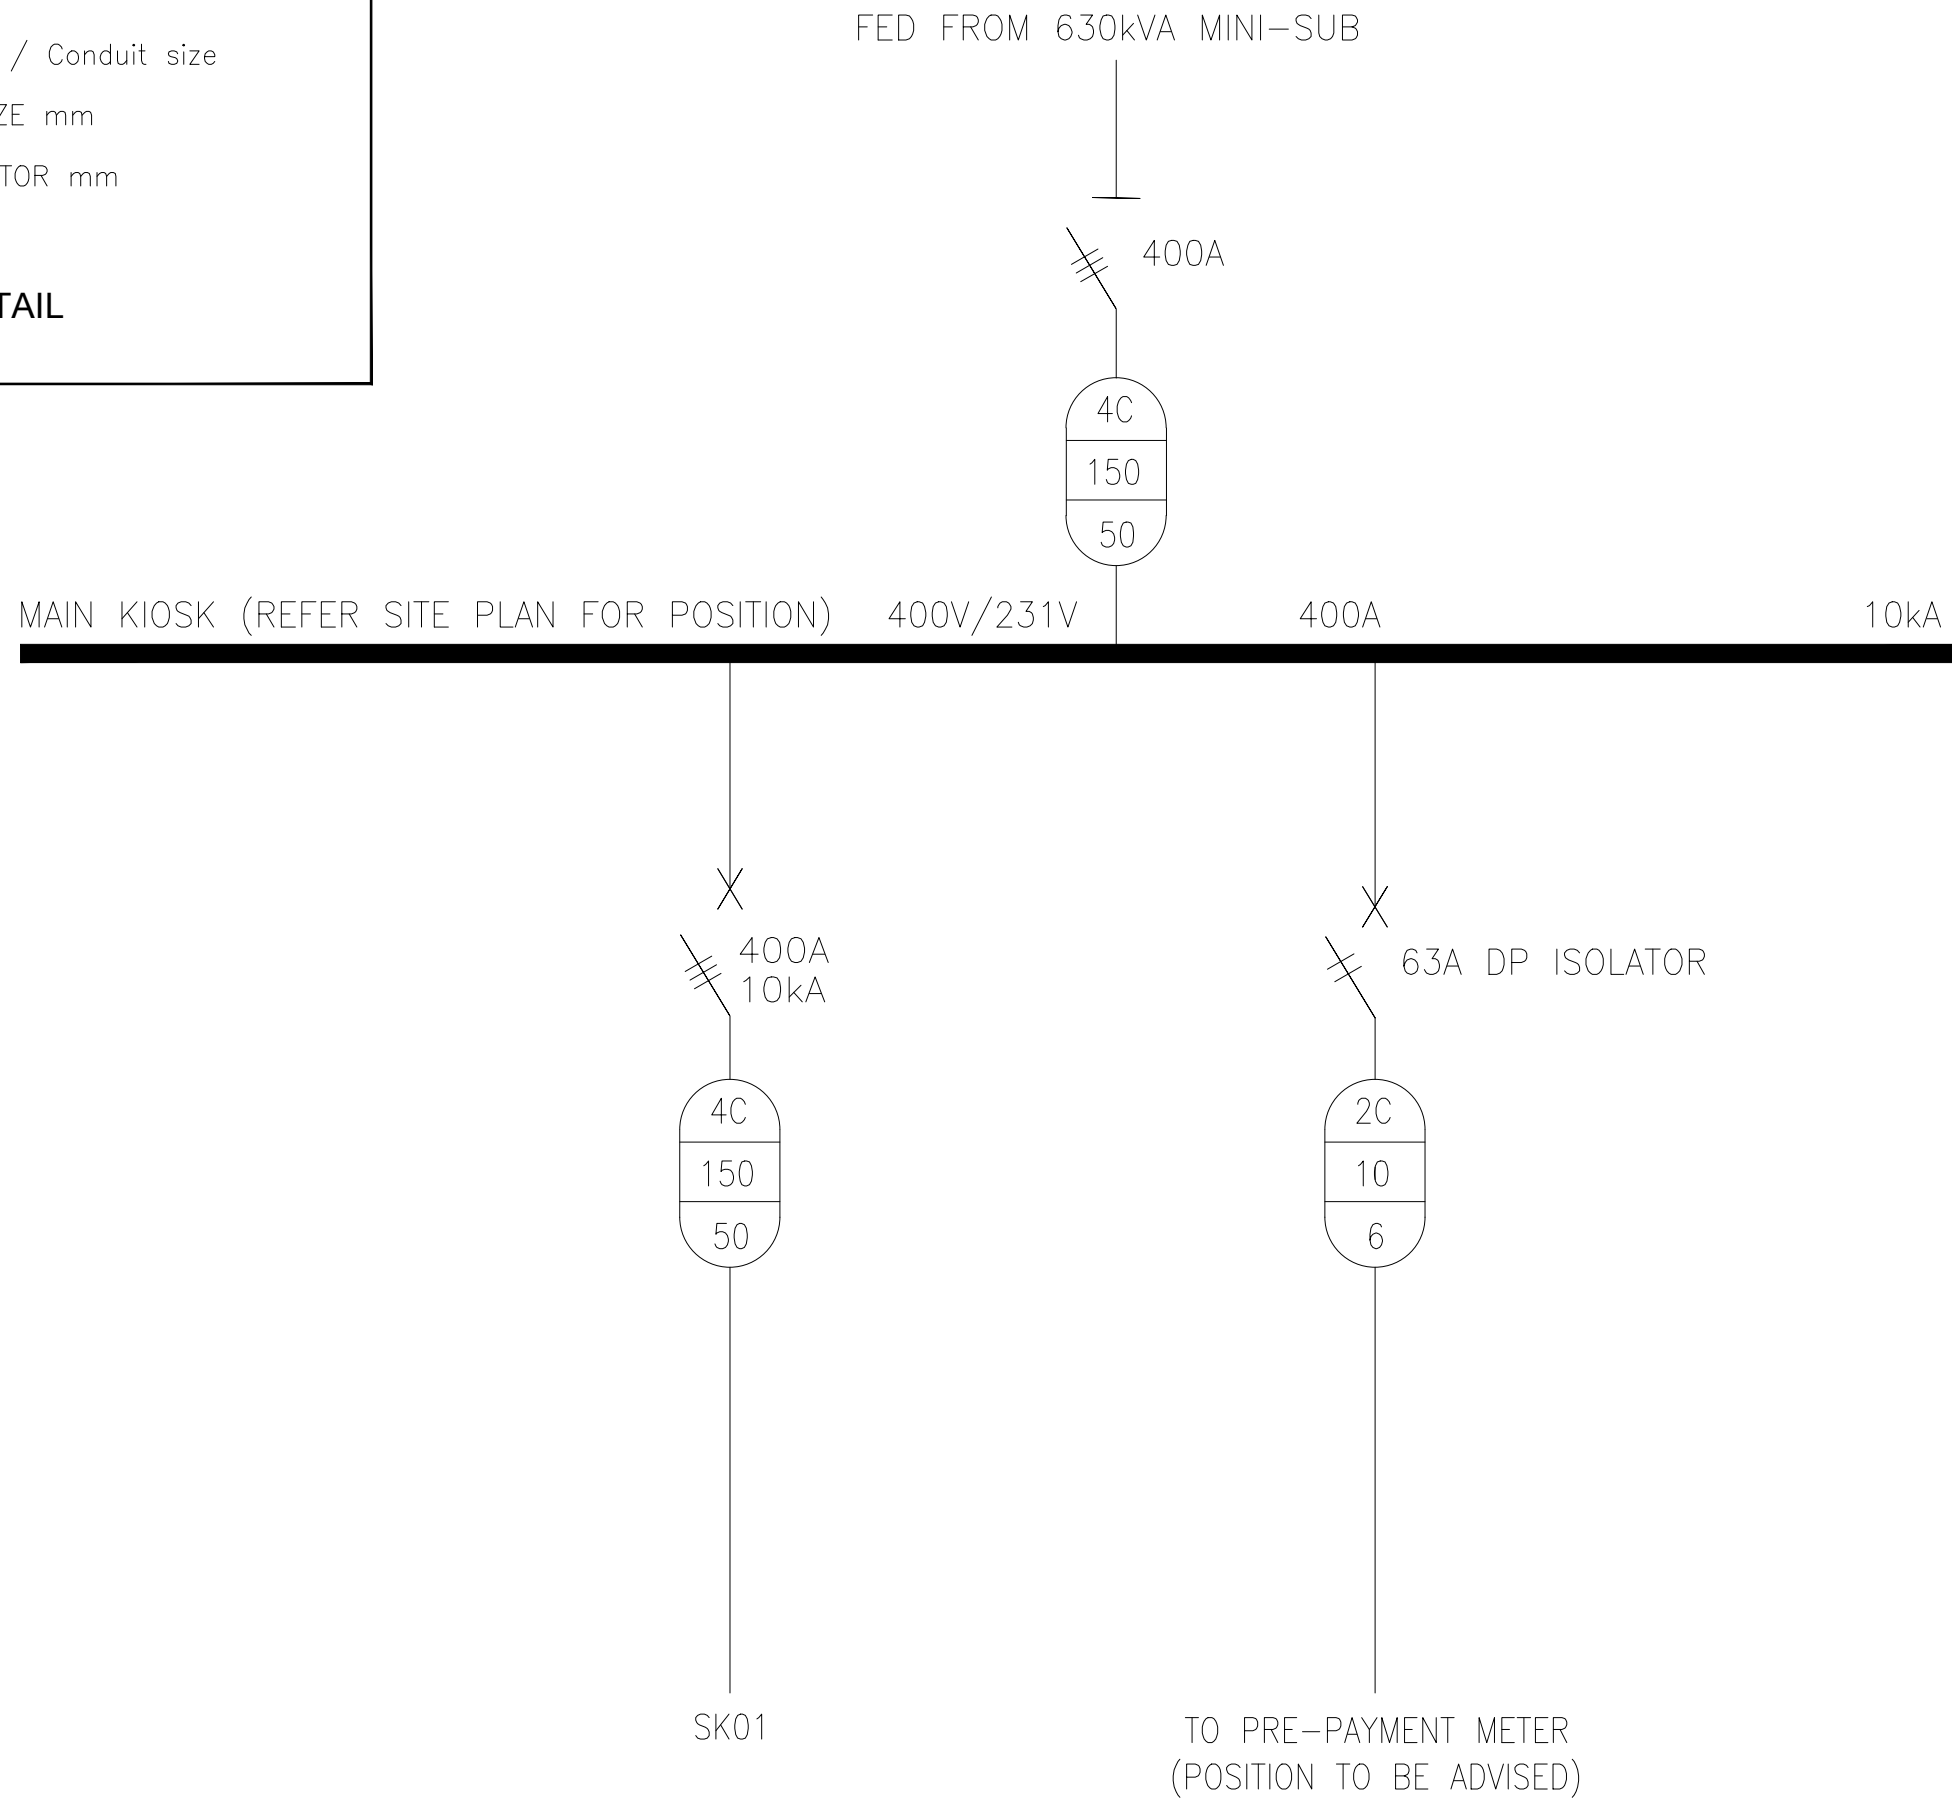 / Conduit size
ZE mm
TOR mm
TAIL
FED FROM 630kVA MINI-SUB
400A
4C
150
50
MAIN KIOSK (REFER SITE PLAN FOR POSITION) 400V/231V 400A 10kA
400A
10kA
63A DP ISOLATOR
4C
150
50
2C
10
6
SK01
TO PRE-PAYMENT METER
(POSITION TO BE ADVISED)